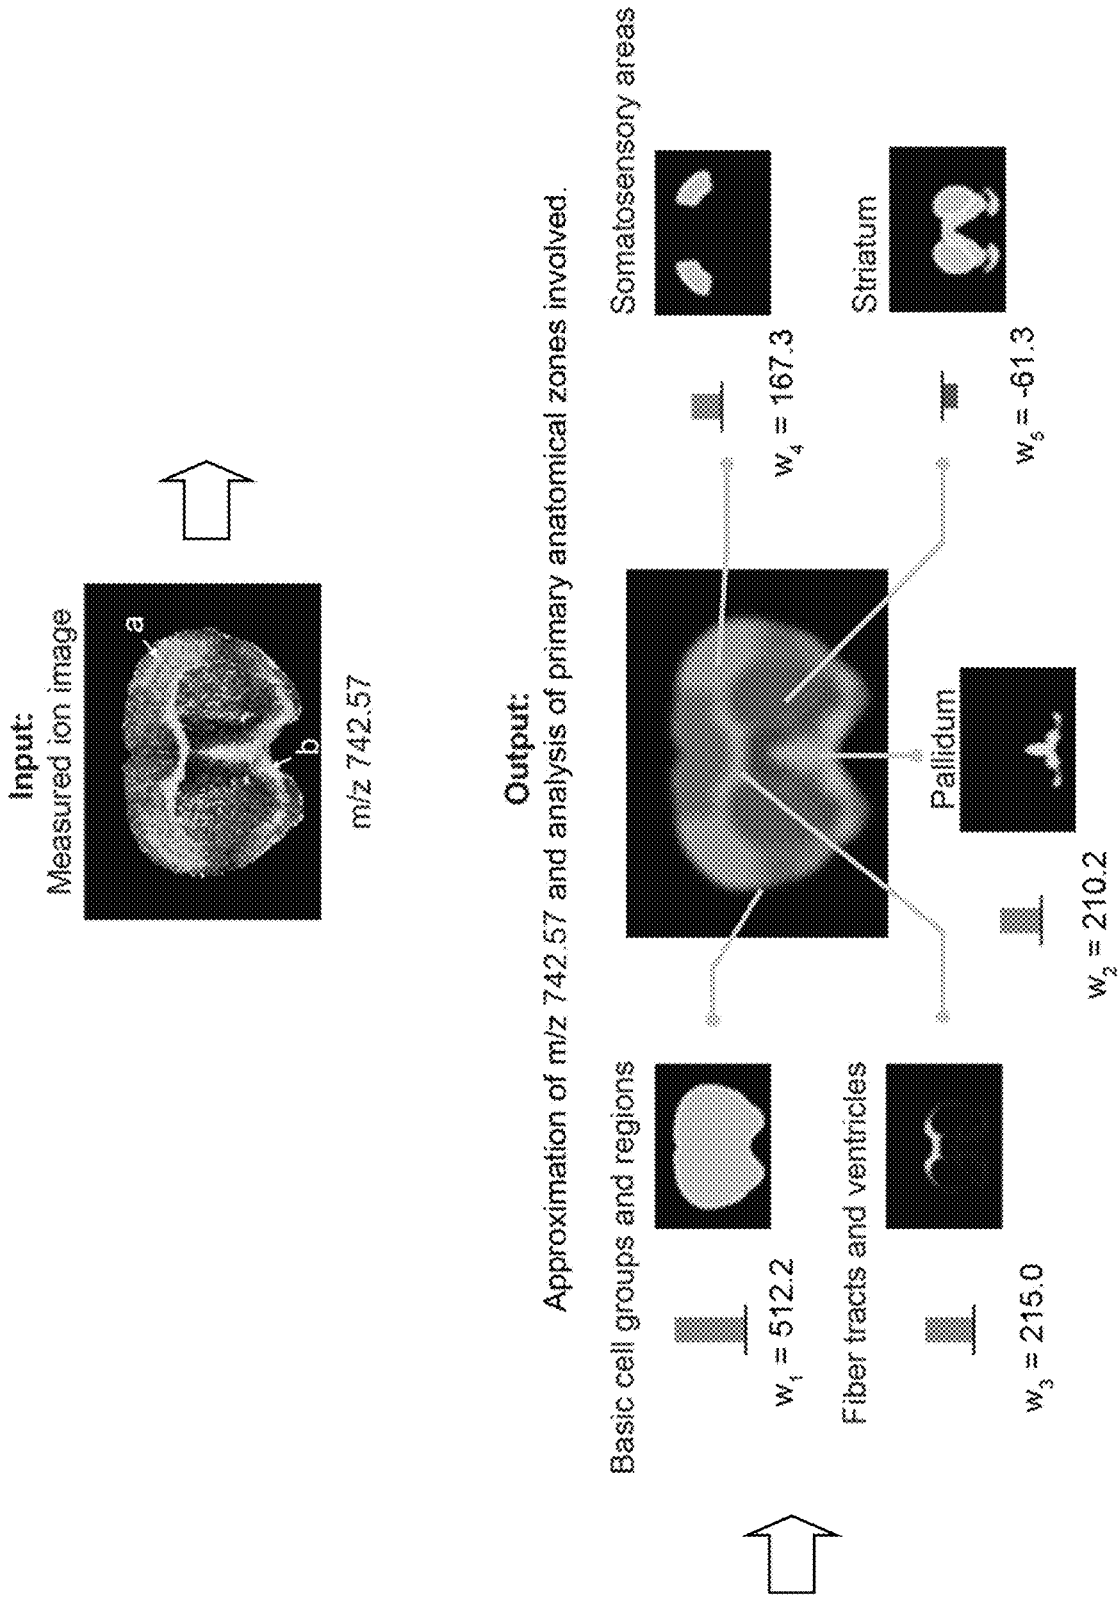 Input:
Measured ion image
a
b
m/z 742.57
Output:
Approximation of m/z 742.57 and analysis of primary anatomical zones involved.
Basic cell groups and regions
w1 = 512.2
Fiber tracts and ventricles
w3 = 215.0
Pallidum
w2 = 210.2
Somatosensory areas
w4 = 167.3
Striatum
w5 = -61.3